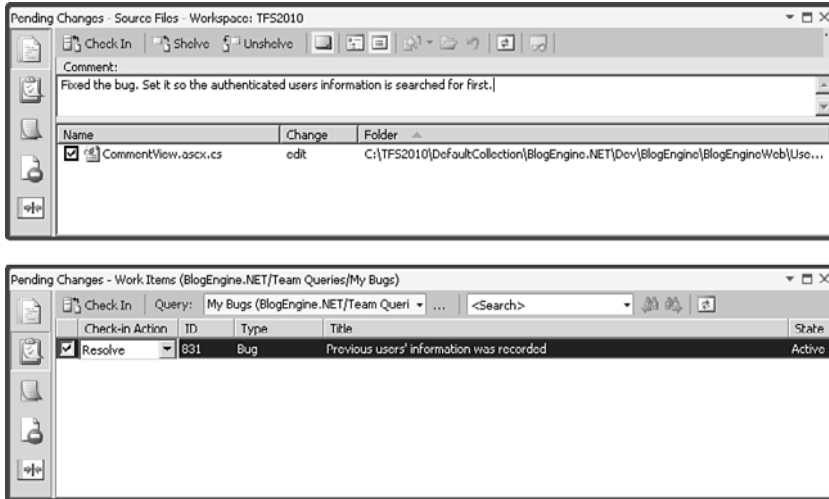 Pending Changes - Source Files - Workspace: TFS2010
Check In Shelve Unshelve
Comment:
Fixed the bug. Set it so the authenticated users information is searched for first.
Name Change Folder
CommentView.ascx.cs edit C:\TFS2010\DefaultCollection\BlogEngine.NET\Dev\BlogEngine\BlogEngineWeb\Use...
Pending Changes - Work Items (BlogEngine.NET/Team Queries/My Bugs)
Check In Query: My Bugs (BlogEngine.NET/Team Queri ... <Search>
Check-in Action ID Type Title State
Resolve 831 Bug Previous users' information was recorded Active